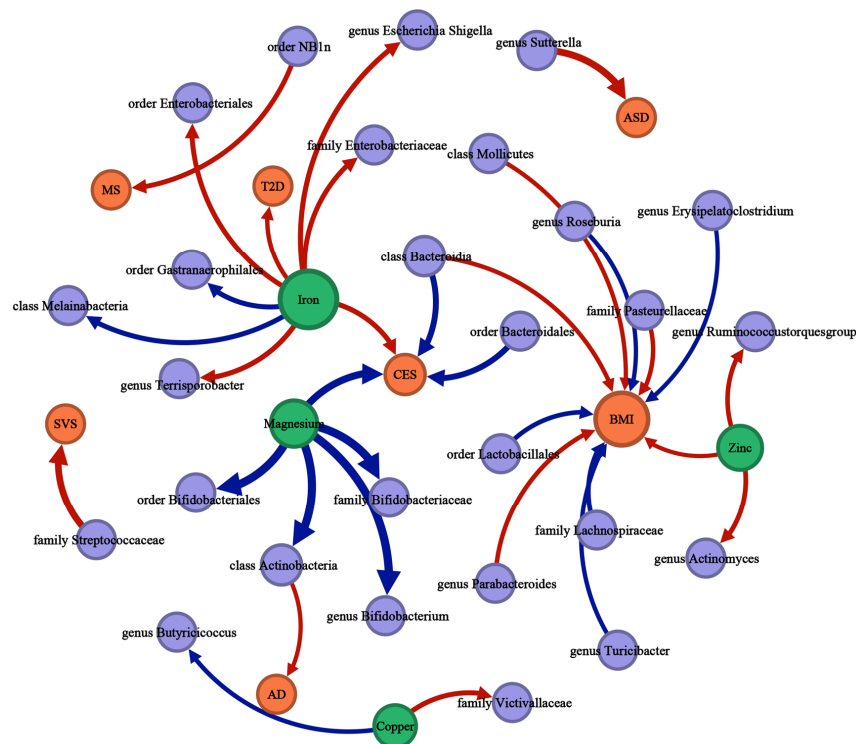 genus Escherichia Shigella
genus Sutterella
order NB1n
order Enterobacteriales
ASD
family Enterobacteriaceae
class Mollicutes
MS
T2D
genus Roseburia
genus Erysipelatoclostridium
class Bacteroidia
order Gastranaerophilales
Iron
class Melainabacteria
family Pasteurellaceae
order Bacteroidales
genus Ruminococcustorquesgroup
CES
genus Terrisporobacter
SVS
Magnesium
BMI
Zinc
order Lactobacillales
order Bifidobacteriales
family Bifidobacteriaceae
family Streptococcaceae
family Lachnospiraceae
class Actinobacteria
genus Actinomyces
genus Parabacteroides
genus Bifidobacterium
genus Butyricicoccus
genus Turicibacter
AD
family Victivallaceae
Copper